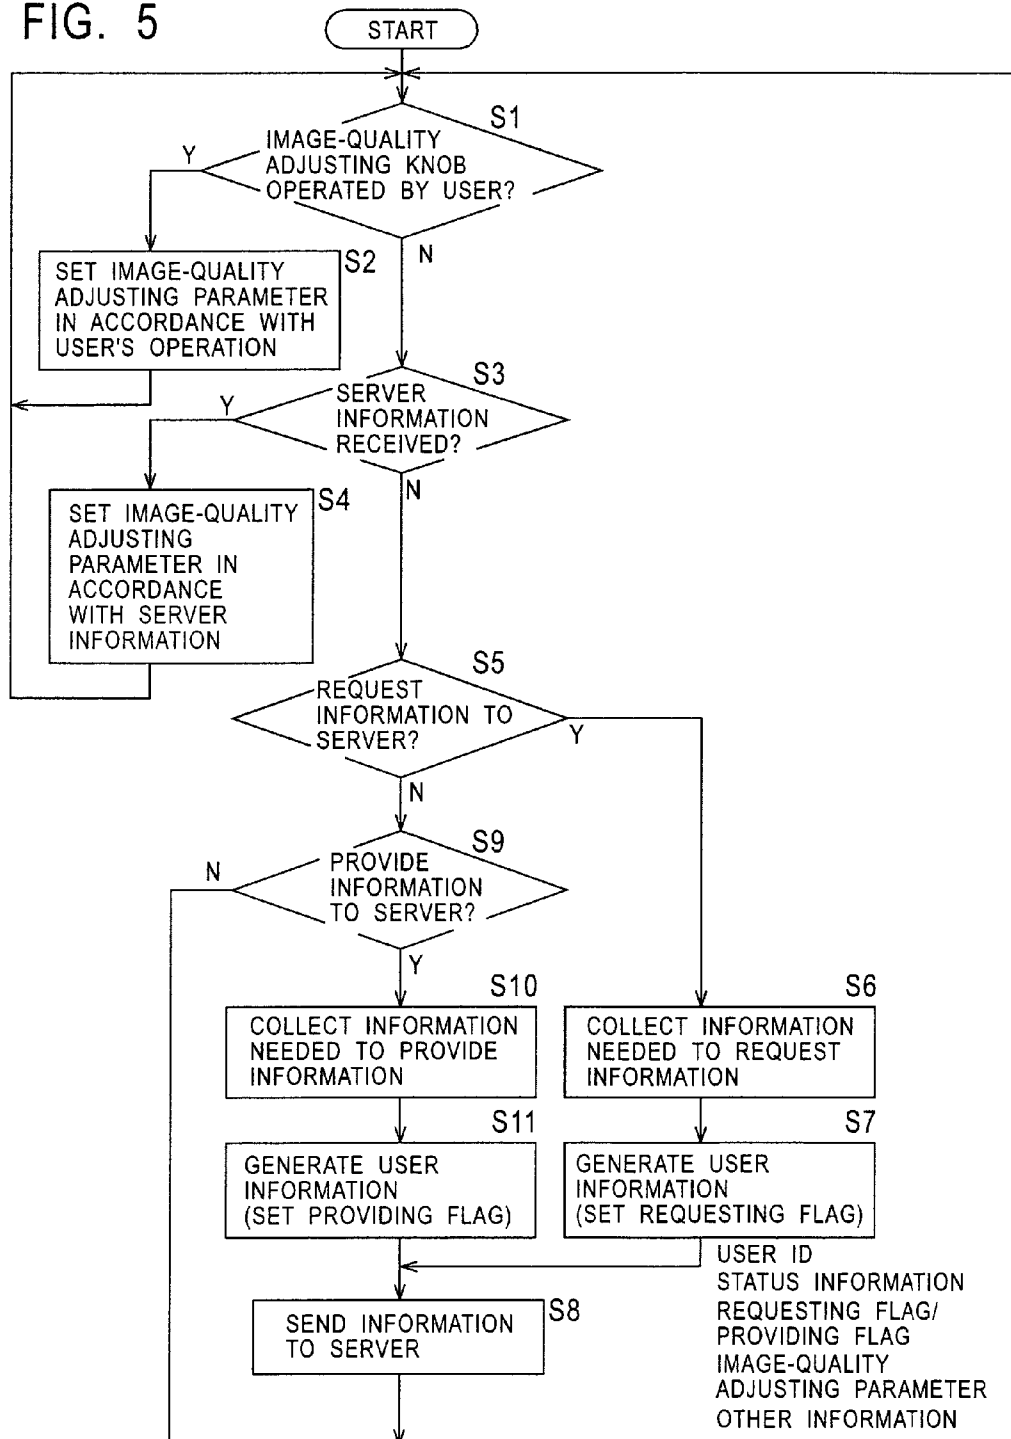 FIG. 5
START
S1
IMAGE-QUALITY
ADJUSTING KNOB
OPERATED BY USER?
Y
N
S2
SET IMAGE-QUALITY
ADJUSTING PARAMETER
IN ACCORDANCE WITH
USER'S OPERATION
S3
SERVER
INFORMATION
RECEIVED?
Y
N
S4
SET IMAGE-QUALITY
ADJUSTING
PARAMETER IN
ACCORDANCE
WITH SERVER
INFORMATION
S5
REQUEST
INFORMATION TO
SERVER?
Y
N
S9
PROVIDE
INFORMATION
TO SERVER?
N
Y
S10
COLLECT INFORMATION
NEEDED TO PROVIDE
INFORMATION
S6
COLLECT INFORMATION
NEEDED TO REQUEST
INFORMATION
S11
GENERATE USER
INFORMATION
(SET PROVIDING FLAG)
S7
GENERATE USER
INFORMATION
(SET REQUESTING FLAG)
USER ID
STATUS INFORMATION
REQUESTING FLAG/
PROVIDING FLAG
IMAGE-QUALITY
ADJUSTING PARAMETER
OTHER INFORMATION
S8
SEND INFORMATION
TO SERVER